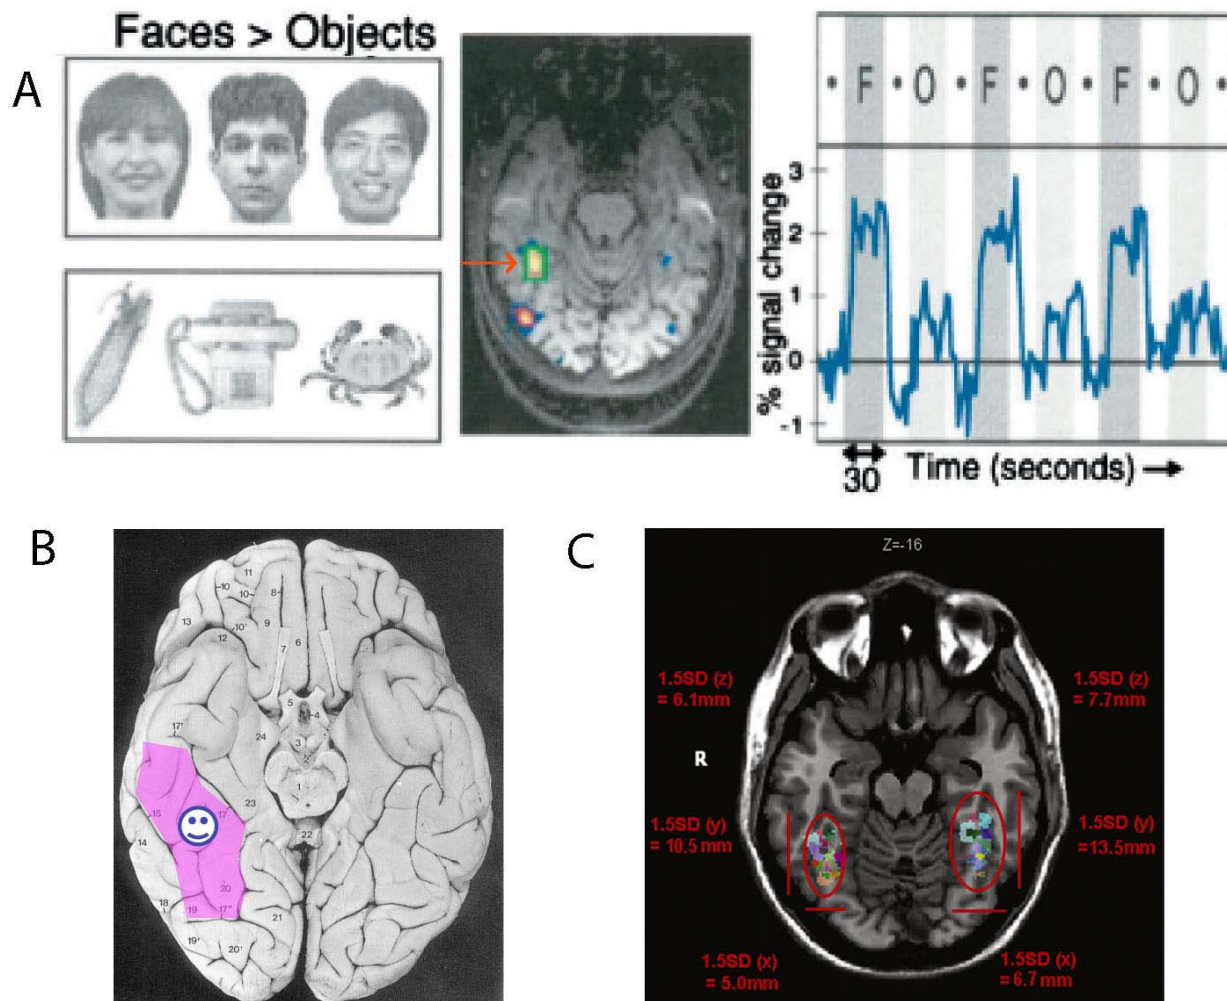 Faces > Objects
A
· F · O · F · O · F · O ·
3
2
1
0
-1
% signal change
30
Time (seconds) →
B
11
10
10
8
9
13
10'
12
7
6
5
4
17'
24
3
2
1
15
17
23
14
22
20
18
19
17"
21
19'
20'
C
Z=-16
1.5SD (z)
= 6.1mm
1.5SD (z)
= 7.7mm
R
1.5SD (y)
= 10.5 mm
1.5SD (y)
=13.5mm
1.5SD (x)
= 5.0mm
1.5SD (x)
= 6.7mm